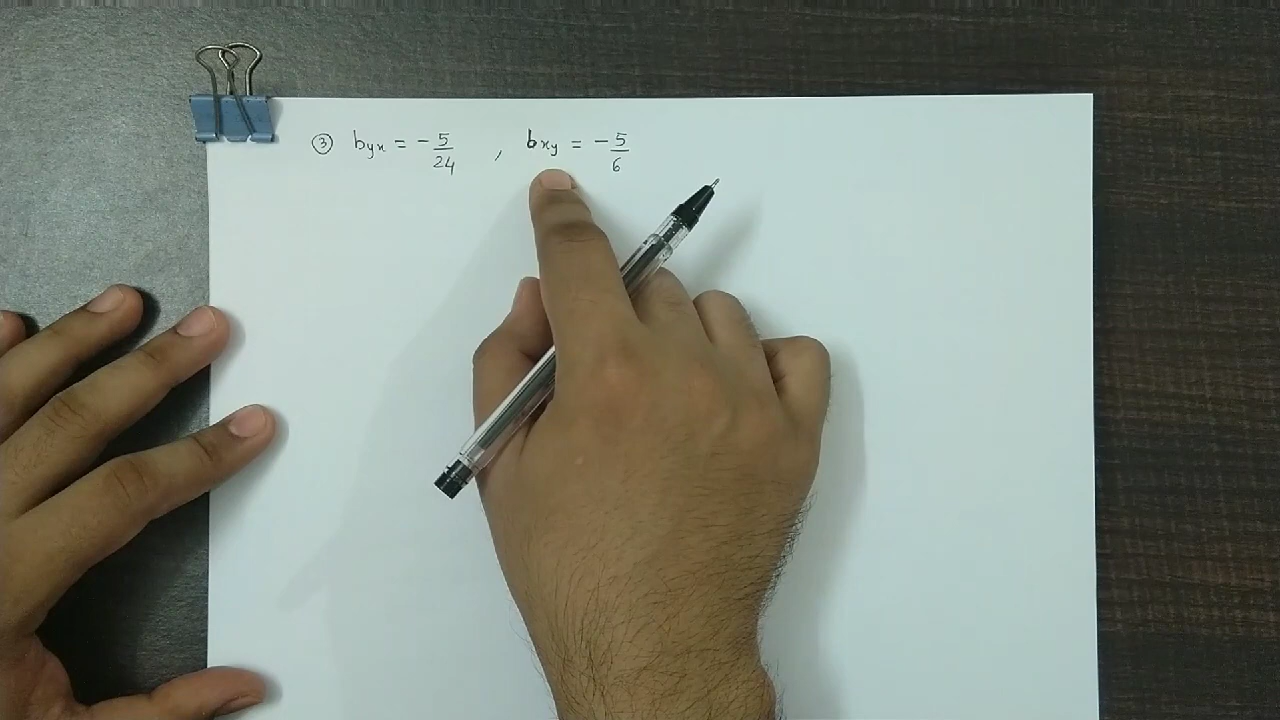 ③ byx = -5/24 , bxy = -5/6